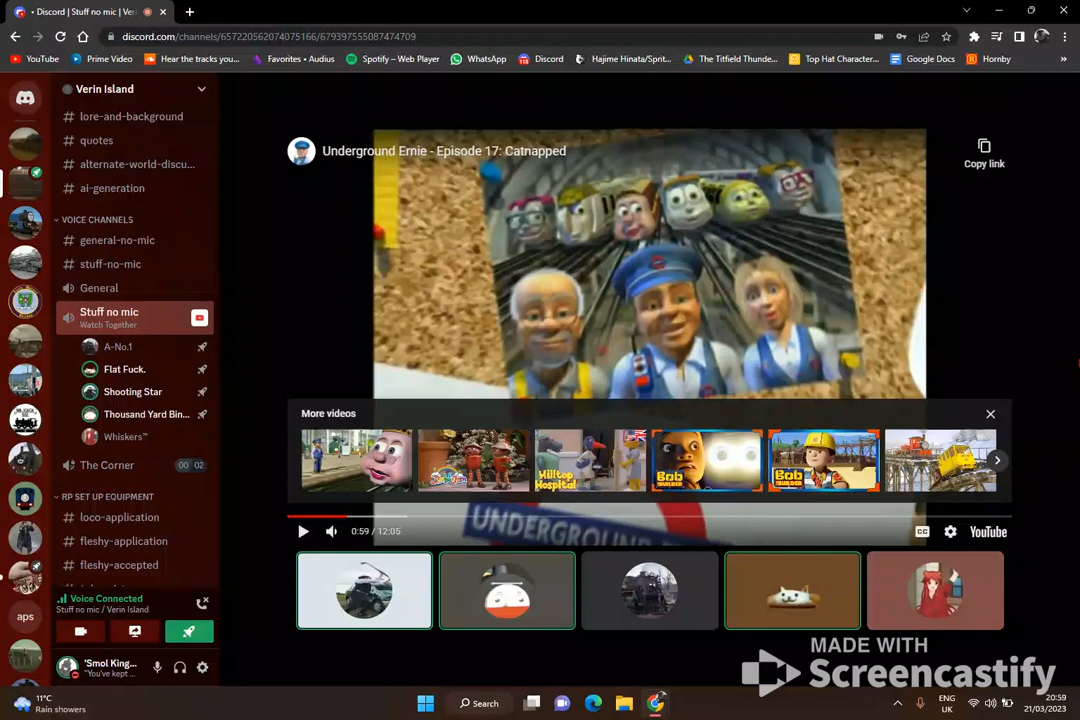 • Discord | Stuff no mic | Veri
discord.com/channels/657220562074075166/679397555087474709
YouTube
Prime Video
Hear the tracks you...
Favorites • Audius
Spotify – Web Player
WhatsApp
Discord
Hajime Hinata/Sprit...
The Titfield Thunde...
Top Hat Character...
Google Docs
Hornby
»
Verin Island
# lore-and-background
# quotes
# alternate-world-discu...
# ai-generation
VOICE CHANNELS
# general-no-mic
# stuff-no-mic
General
Stuff no mic
Watch Together
A-No.1
Flat Fuck.
Shooting Star
Thousand Yard Bin...
Whiskers™
The Corner
00 02
RP SET UP EQUIPMENT
# loco-application
# fleshy-application
# fleshy-accepted
aps
Voice Connected
Stuff no mic / Verin Island
'Smol King...
"You've kept...
Underground Ernie - Episode 17: Catnapped
Copy link
More videos
Hilltop
Hospital
Bob
BUILDER
Bob
BUILDER
UNDERGROUND
0:59 / 12:05
CC
YouTube
MADE WITH
Screencastify
11°C
Rain showers
Search
ENG
UK
20:59
21/03/2023